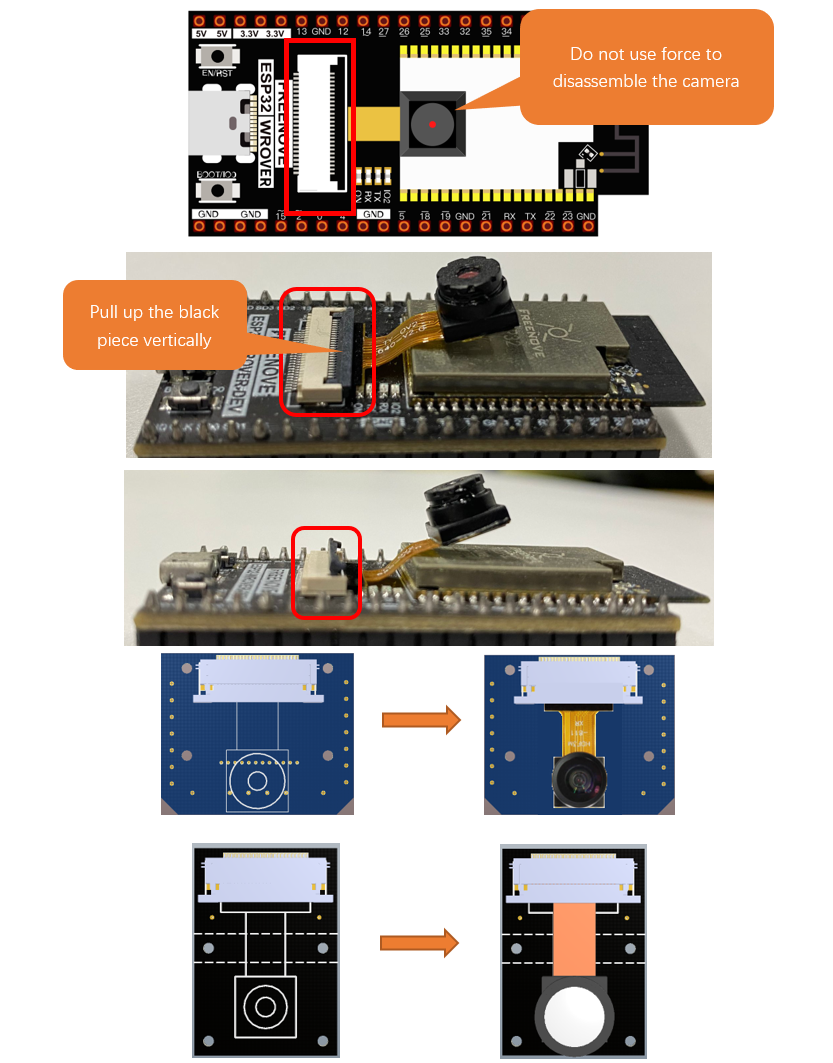 5V 5V 3.3V 3.3V 13 GND 12 14 27 26 25 33 32 35 34
Do not use force to
disassemble the camera
EN/RST
FREENOVE
ESP32 WROVER
BOOT/IO0
ON RX TX IO2
GND GND 15 2 0 4 GND 5 18 19 GND 21 RX TX 22 23 GND
Pull up the black
piece vertically
FREENOVE
FREENOVE